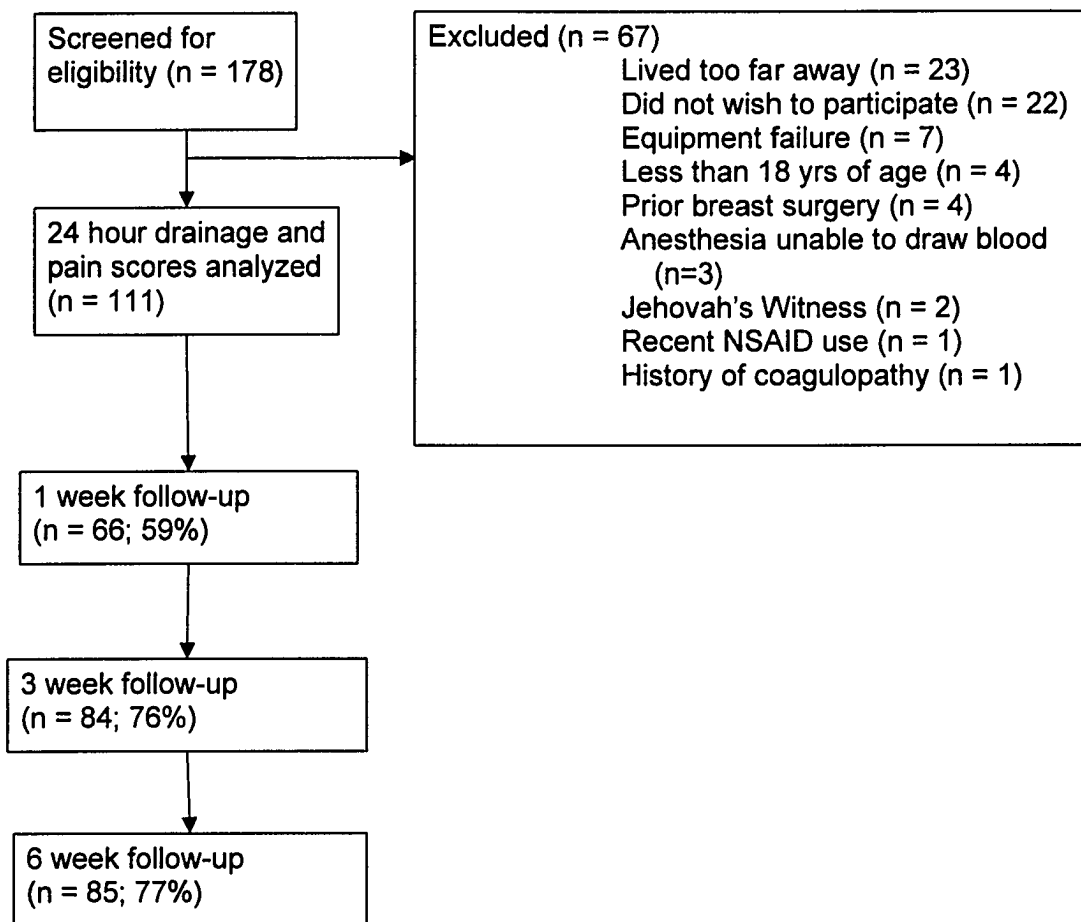 Screened for
eligibility (n = 178)
Excluded (n = 67)
Lived too far away (n = 23)
Did not wish to participate (n = 22)
Equipment failure (n = 7)
Less than 18 yrs of age (n = 4)
Prior breast surgery (n = 4)
Anesthesia unable to draw blood
(n=3)
Jehovah's Witness (n = 2)
Recent NSAID use (n = 1)
History of coagulopathy (n = 1)
24 hour drainage and
pain scores analyzed
(n = 111)
1 week follow-up
(n = 66; 59%)
3 week follow-up
(n = 84; 76%)
6 week follow-up
(n = 85; 77%)